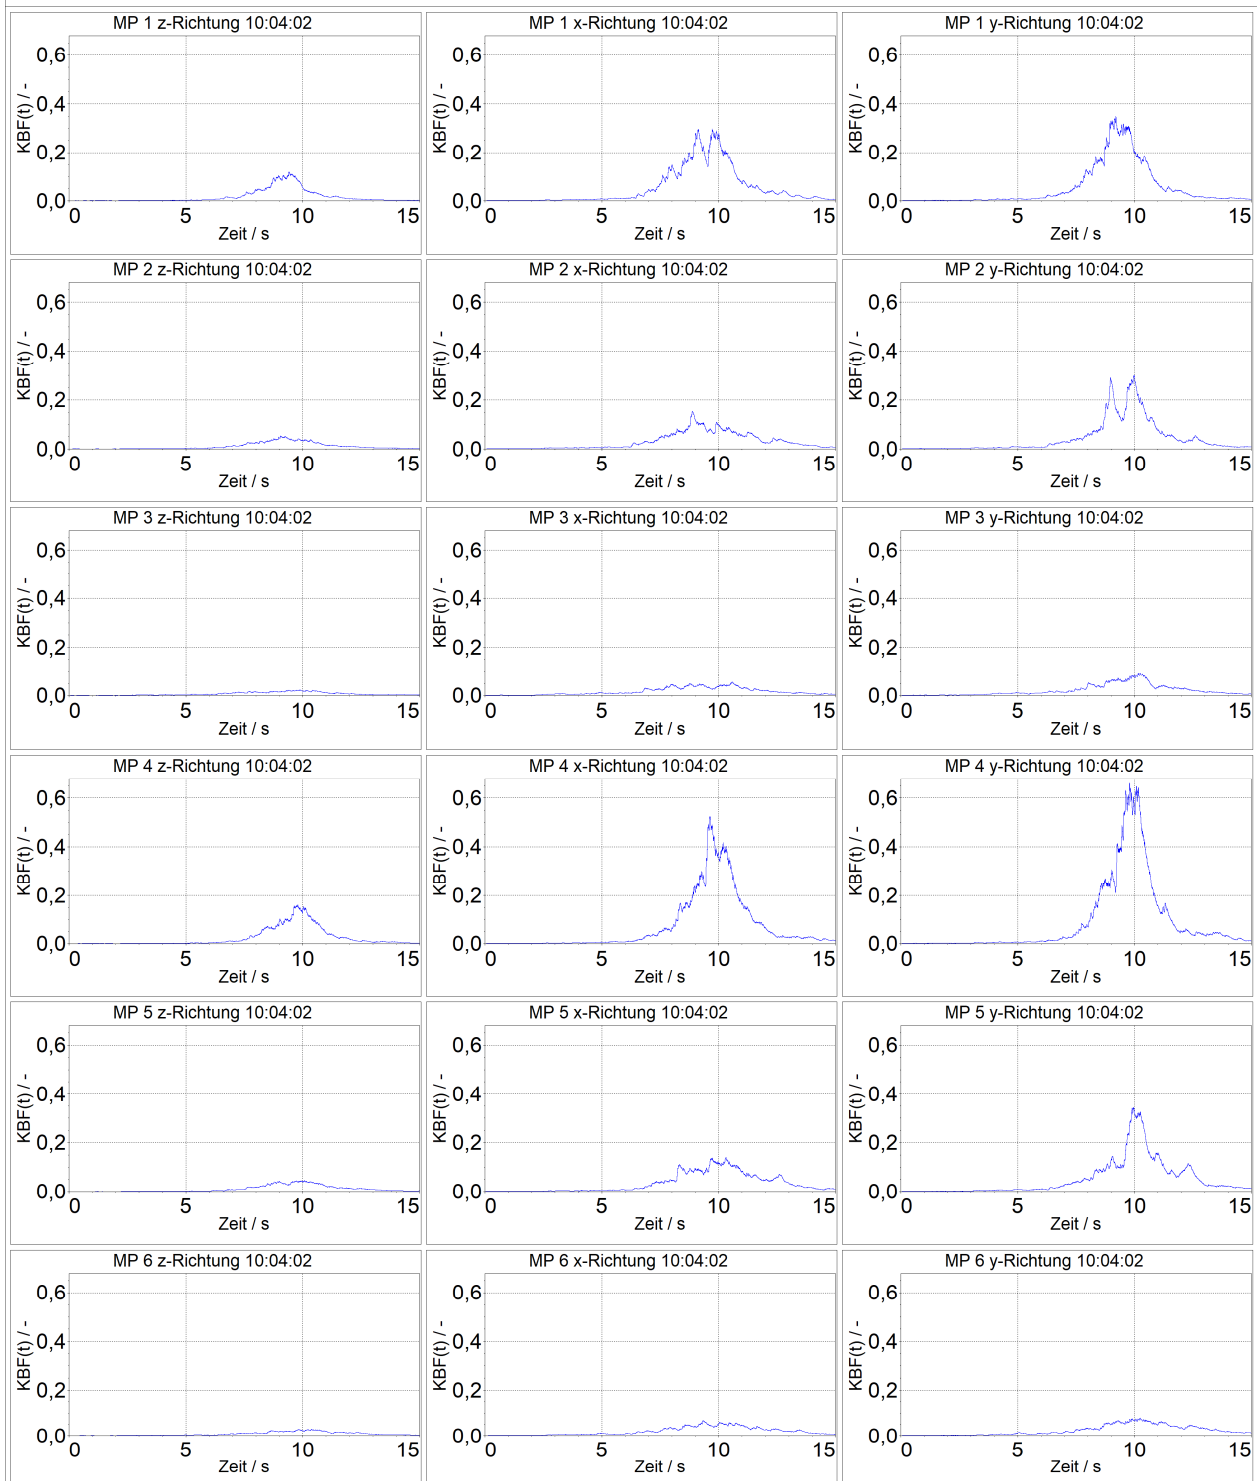 MP 1 z-Richtung 10:04:02
KBF(t) / -
0,6
0,4
0,2
0,0
0 5 10 15
Zeit / s
MP 1 x-Richtung 10:04:02
KBF(t) / -
0,6
0,4
0,2
0,0
0 5 10 15
Zeit / s
MP 1 y-Richtung 10:04:02
KBF(t) / -
0,6
0,4
0,2
0,0
0 5 10 15
Zeit / s
MP 2 z-Richtung 10:04:02
KBF(t) / -
0,6
0,4
0,2
0,0
0 5 10 15
Zeit / s
MP 2 x-Richtung 10:04:02
KBF(t) / -
0,6
0,4
0,2
0,0
0 5 10 15
Zeit / s
MP 2 y-Richtung 10:04:02
KBF(t) / -
0,6
0,4
0,2
0,0
0 5 10 15
Zeit / s
MP 3 z-Richtung 10:04:02
KBF(t) / -
0,6
0,4
0,2
0,0
0 5 10 15
Zeit / s
MP 3 x-Richtung 10:04:02
KBF(t) / -
0,6
0,4
0,2
0,0
0 5 10 15
Zeit / s
MP 3 y-Richtung 10:04:02
KBF(t) / -
0,6
0,4
0,2
0,0
0 5 10 15
Zeit / s
MP 4 z-Richtung 10:04:02
KBF(t) / -
0,6
0,4
0,2
0,0
0 5 10 15
Zeit / s
MP 4 x-Richtung 10:04:02
KBF(t) / -
0,6
0,4
0,2
0,0
0 5 10 15
Zeit / s
MP 4 y-Richtung 10:04:02
KBF(t) / -
0,6
0,4
0,2
0,0
0 5 10 15
Zeit / s
MP 5 z-Richtung 10:04:02
KBF(t) / -
0,6
0,4
0,2
0,0
0 5 10 15
Zeit / s
MP 5 x-Richtung 10:04:02
KBF(t) / -
0,6
0,4
0,2
0,0
0 5 10 15
Zeit / s
MP 5 y-Richtung 10:04:02
KBF(t) / -
0,6
0,4
0,2
0,0
0 5 10 15
Zeit / s
MP 6 z-Richtung 10:04:02
KBF(t) / -
0,6
0,4
0,2
0,0
0 5 10 15
Zeit / s
MP 6 x-Richtung 10:04:02
KBF(t) / -
0,6
0,4
0,2
0,0
0 5 10 15
Zeit / s
MP 6 y-Richtung 10:04:02
KBF(t) / -
0,6
0,4
0,2
0,0
0 5 10 15
Zeit / s